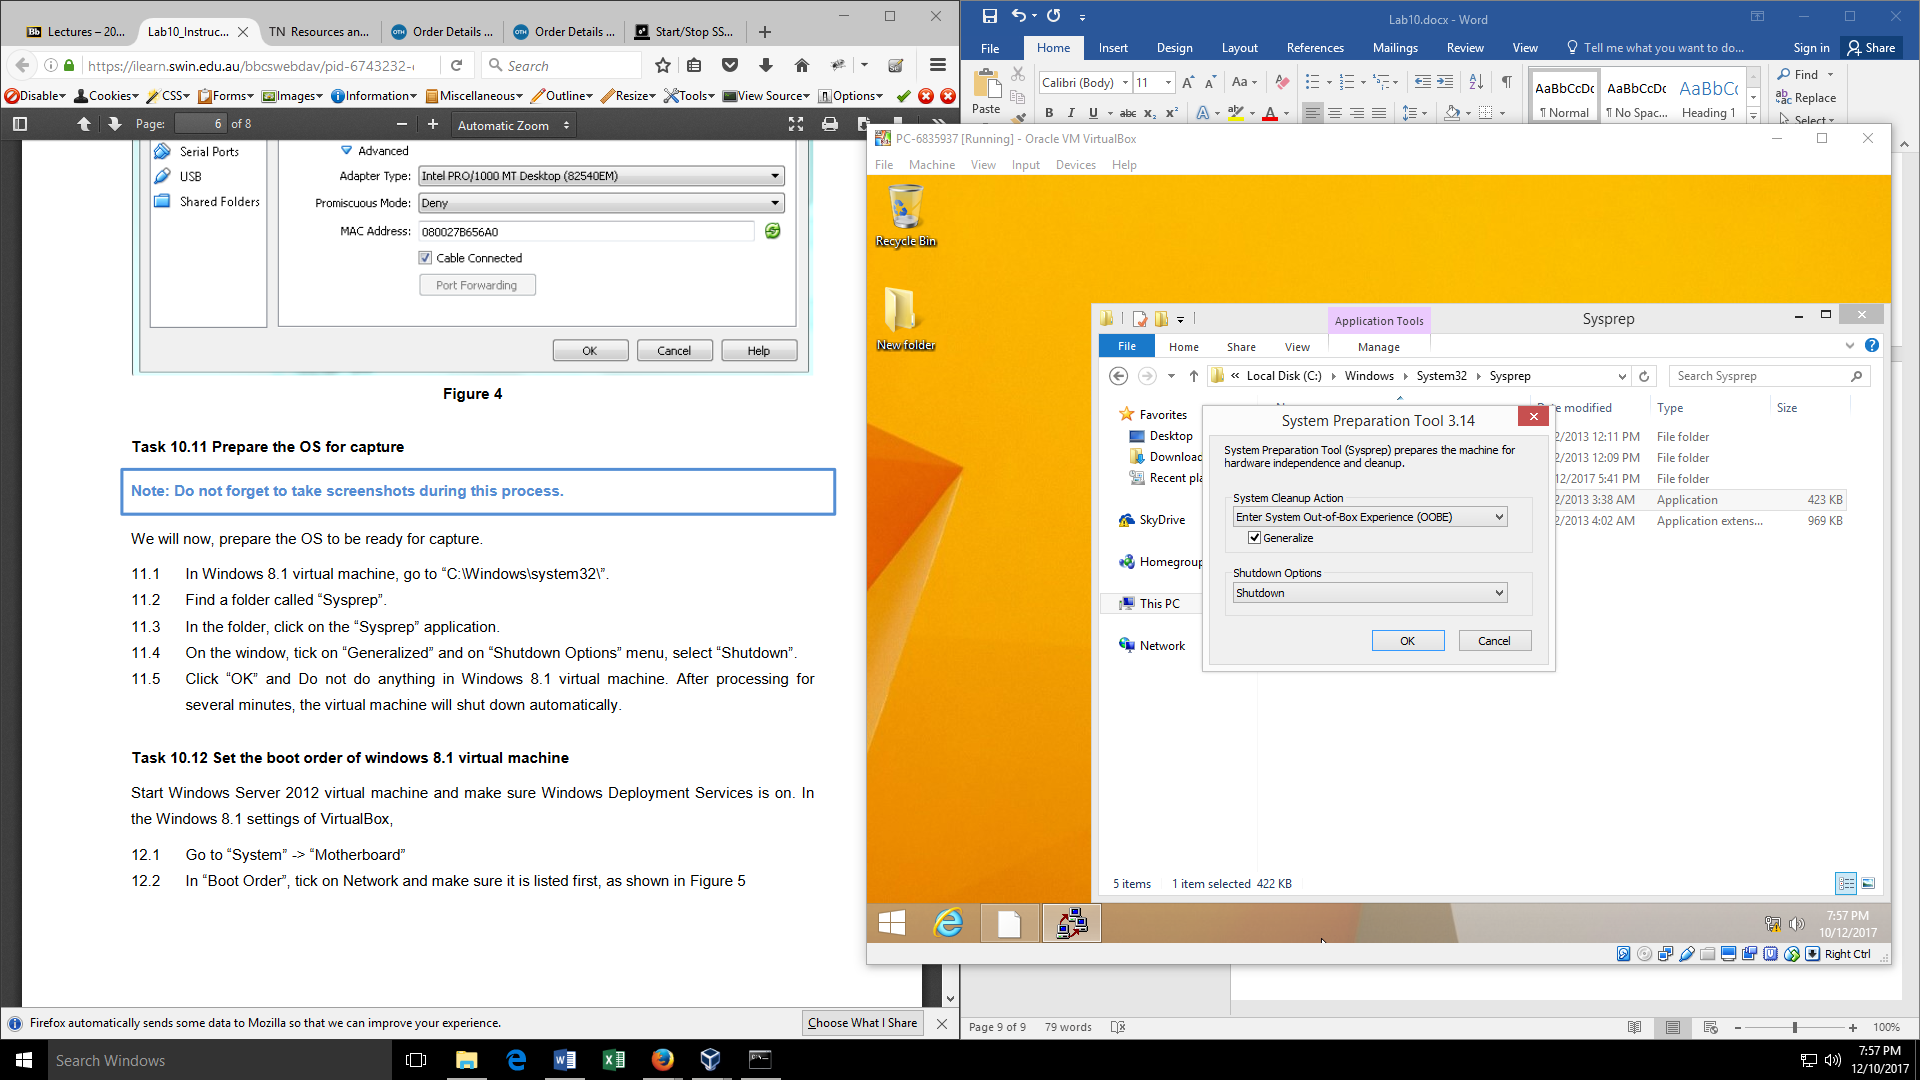 Lectures – 20...
Lab10_Instruc...
TN Resources an...
Order Details ...
Order Details ...
Start/Stop SS...
https://ilearn.swin.edu.au/bbcswebdav/pid-6743232-
Search
Disable
Cookies
CSS
Forms
Images
Information
Miscellaneous
Outline
Resize
Tools
View Source
Options
Page: 6 of 8
Automatic Zoom
Serial Ports
USB
Shared Folders
Advanced
Adapter Type: Intel PRO/1000 MT Desktop (82540EM)
Promiscuous Mode: Deny
MAC Address: 080027B656A0
Cable Connected
Port Forwarding
OK Cancel Help
Figure 4
Task 10.11 Prepare the OS for capture
Note: Do not forget to take screenshots during this process.
We will now, prepare the OS to be ready for capture.
11.1 In Windows 8.1 virtual machine, go to “C:\Windows\system32\”.
11.2 Find a folder called “Sysprep”.
11.3 In the folder, click on the “Sysprep” application.
11.4 On the window, tick on “Generalized” and on “Shutdown Options” menu, select “Shutdown”.
11.5 Click “OK” and Do not do anything in Windows 8.1 virtual machine. After processing for
several minutes, the virtual machine will shut down automatically.
Task 10.12 Set the boot order of windows 8.1 virtual machine
Start Windows Server 2012 virtual machine and make sure Windows Deployment Services is on. In
the Windows 8.1 settings of VirtualBox,
12.1 Go to “System” -> “Motherboard”
12.2 In “Boot Order”, tick on Network and make sure it is listed first, as shown in Figure 5
Firefox automatically sends some data to Mozilla so that we can improve your experience.
Choose What I Share
Lab10.docx - Word
File Home Insert Design Layout References Mailings Review View Tell me what you want to do... Sign in Share
Paste
Calibri (Body) 11
Aa
B I U abc x₂ x²
AaBbCcDc AaBbCcDc AaBbCc
¶ Normal ¶ No Spac... Heading 1
Find
Replace
Select
PC-6835937 [Running] - Oracle VM VirtualBox
File Machine View Input Devices Help
Recycle Bin
New folder
Application Tools
Sysprep
File Home Share View Manage
« Local Disk (C:) Windows System32 Sysprep
Search Sysprep
Favorites
Desktop
Downloac
Recent pla
SkyDrive
Homegroup
This PC
Network
te modified Type Size
2/2013 12:11 PM File folder
2/2013 12:09 PM File folder
12/2017 5:41 PM File folder
2/2013 3:38 AM Application 423 KB
2/2013 4:02 AM Application extens... 969 KB
System Preparation Tool 3.14
System Preparation Tool (Sysprep) prepares the machine for
hardware independence and cleanup.
System Cleanup Action
Enter System Out-of-Box Experience (OOBE)
Generalize
Shutdown Options
Shutdown
OK Cancel
5 items 1 item selected 422 KB
7:57 PM
10/12/2017
Right Ctrl
Page 9 of 9 79 words
100%
Search Windows
7:57 PM
12/10/2017